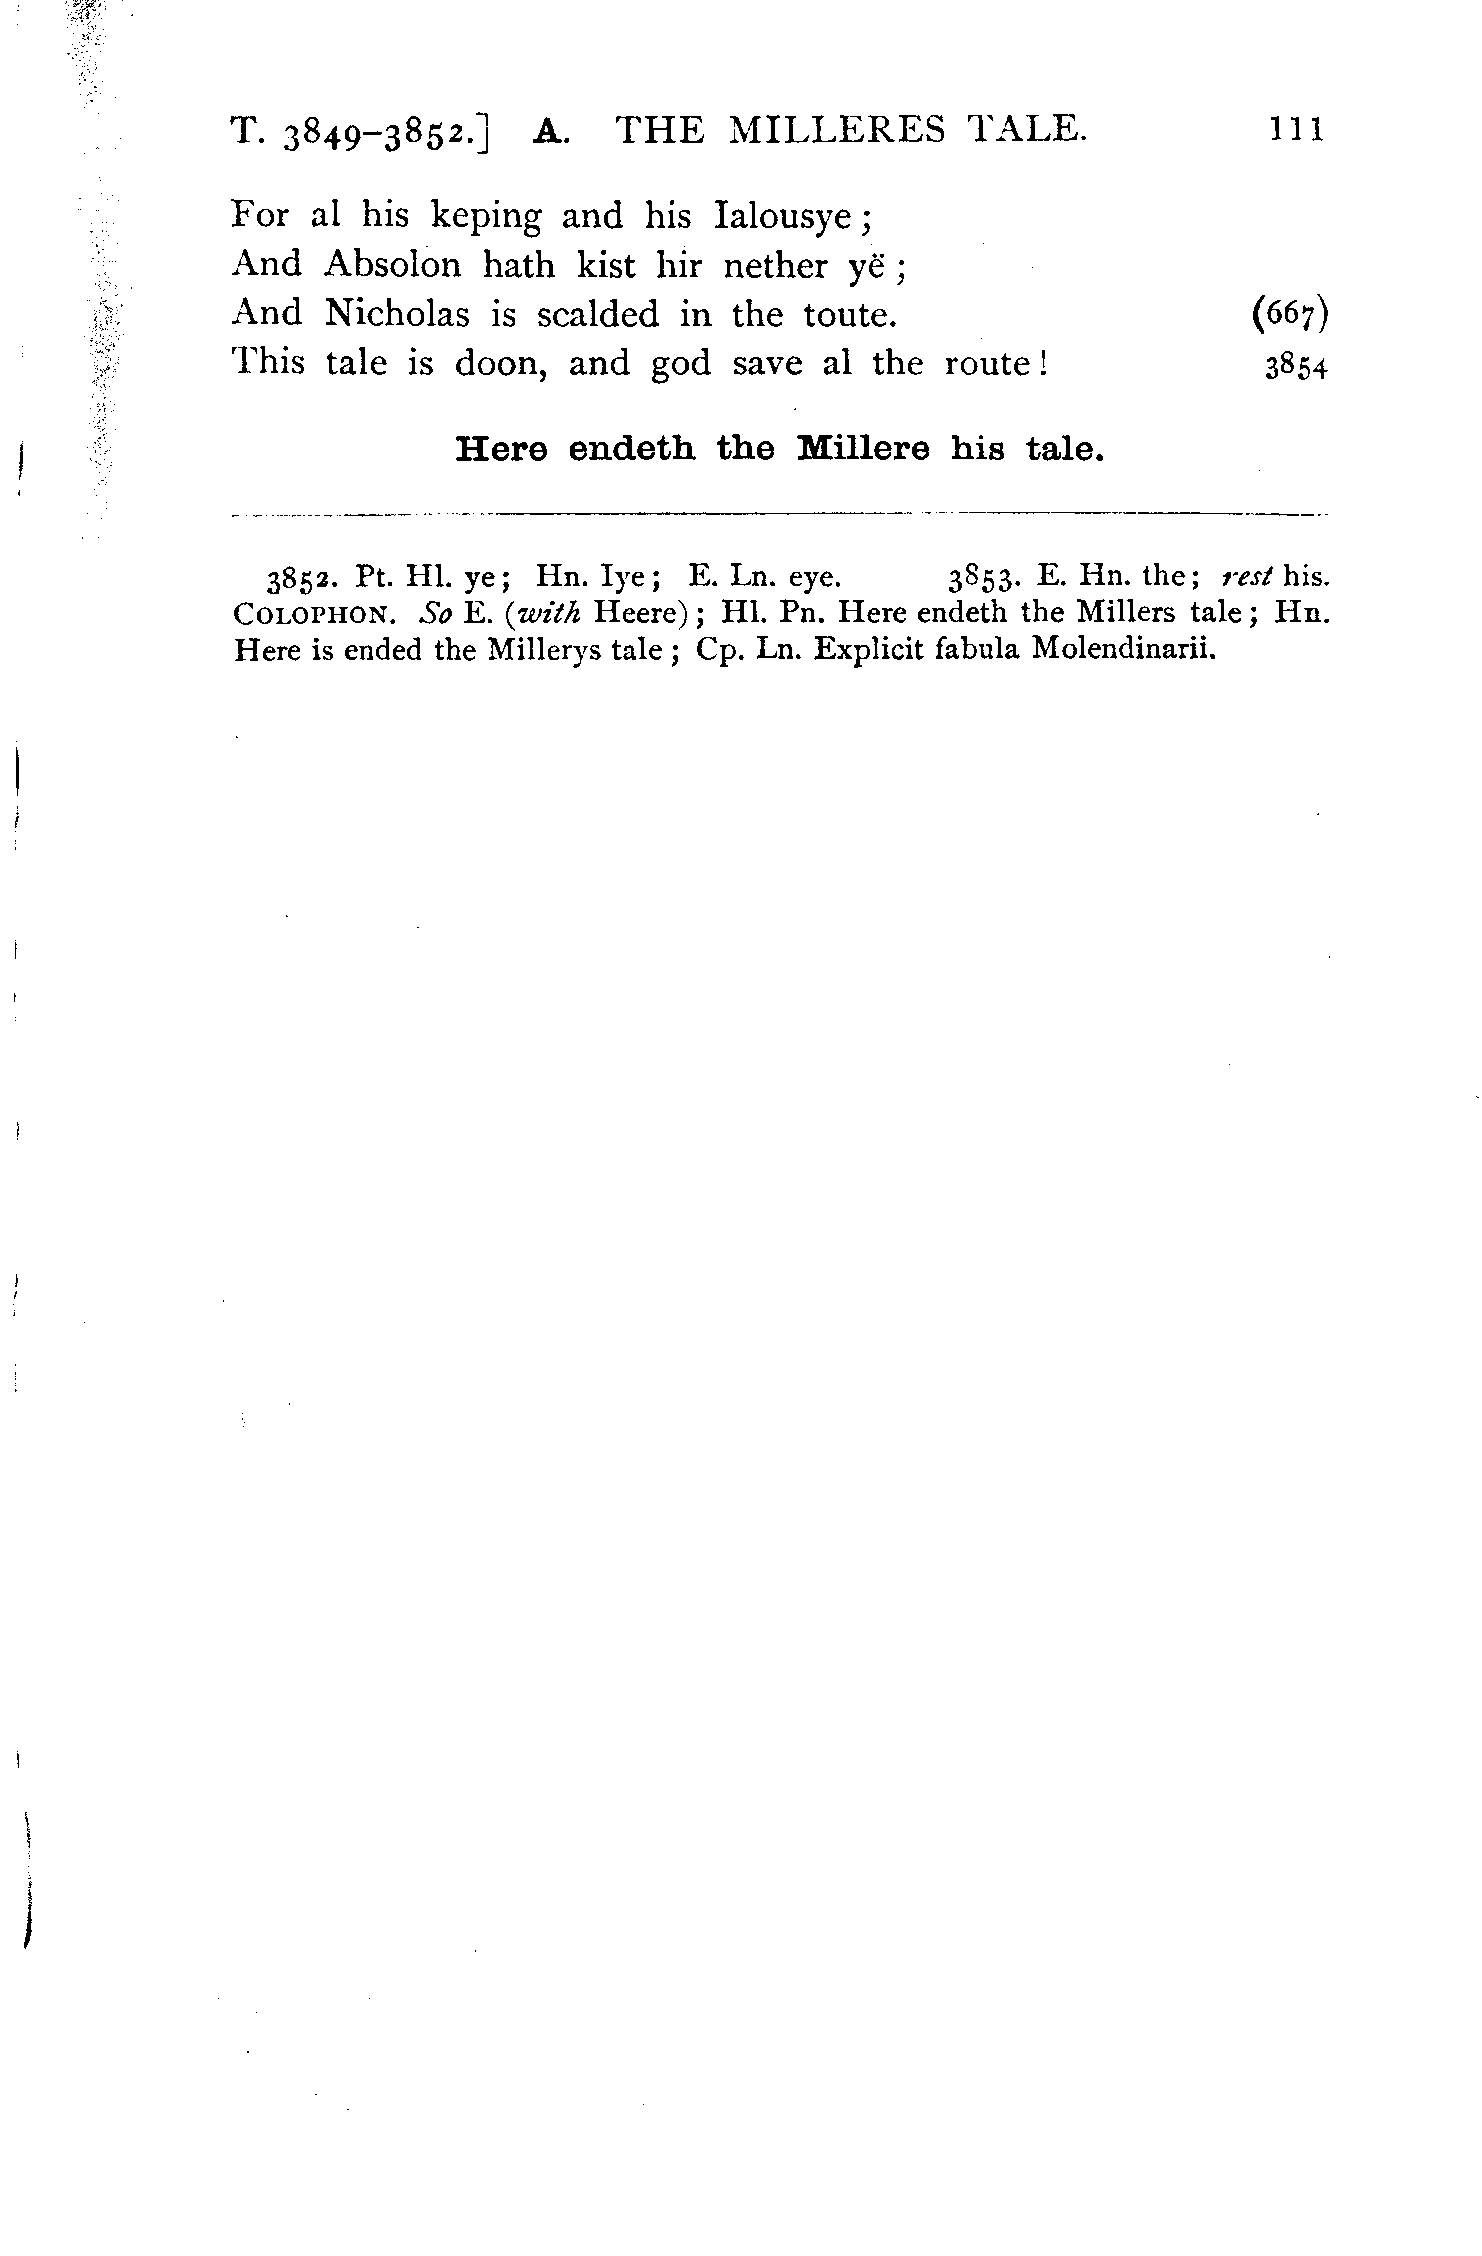 T. 3849–3852.] A. THE MILLERES TALE. 111
For al his keping and his Ialousye ;
And Absolon hath kist hir nether yë ;
And Nicholas is scalded in the toute. (667)
This tale is doon, and god save al the route ! 3854
Here endeth the Millere his tale.
3852. Pt. Hl. ye; Hn. Iye; E. Ln. eye. 3853. E. Hn. the; rest his.
COLOPHON. So E. (with Heere); Hl. Pn. Here endeth the Millers tale; Hn.
Here is ended the Millerys tale; Cp. Ln. Explicit fabula Molendinarii.